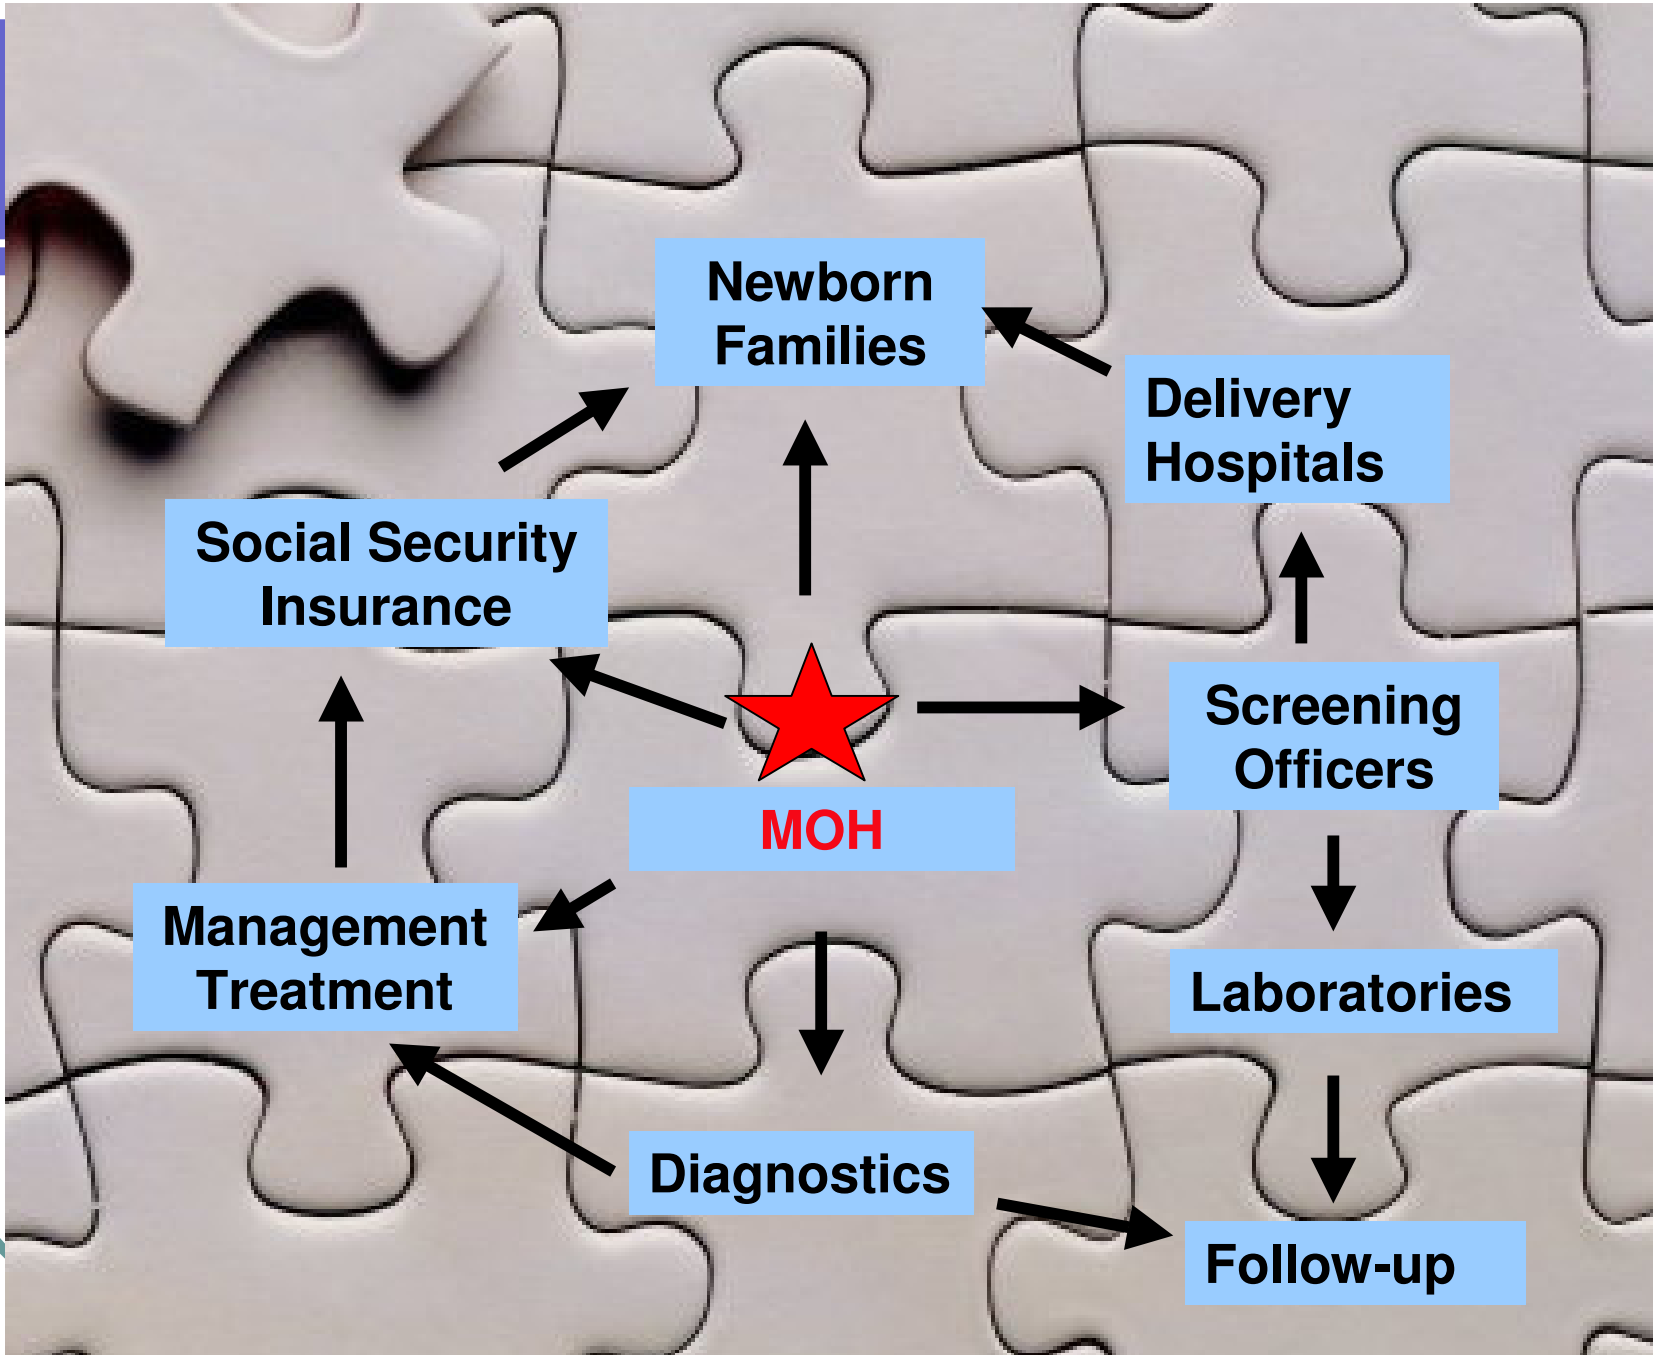 Newborn
Families
Delivery
Hospitals
Social Security
Insurance
Screening
Officers
MOH
Management
Treatment
Laboratories
Diagnostics
Follow-up